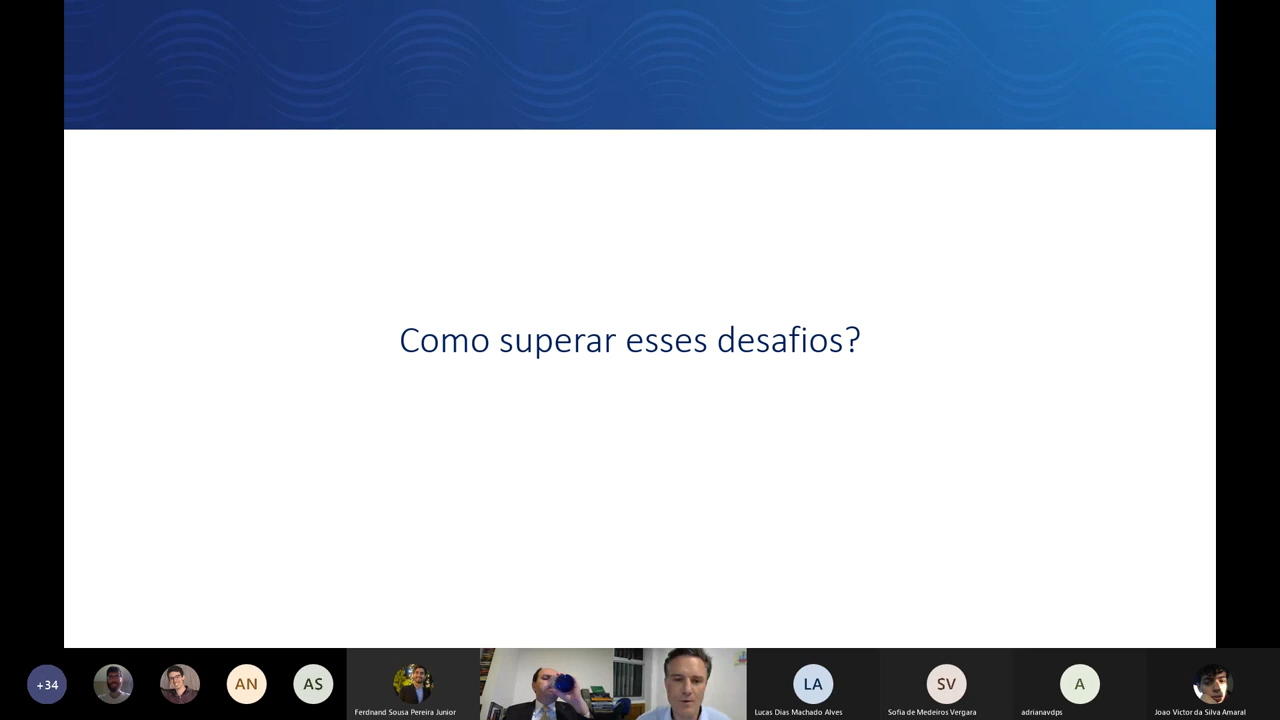 Como superar esses desafios?
+34
AN
AS
Ferdnand Sousa Pereira Junior
LA
Lucas Dias Machado Alves
SV
Sofia de Medeiros Vergara
A
adrianavdps
Joao Victor da Silva Amaral